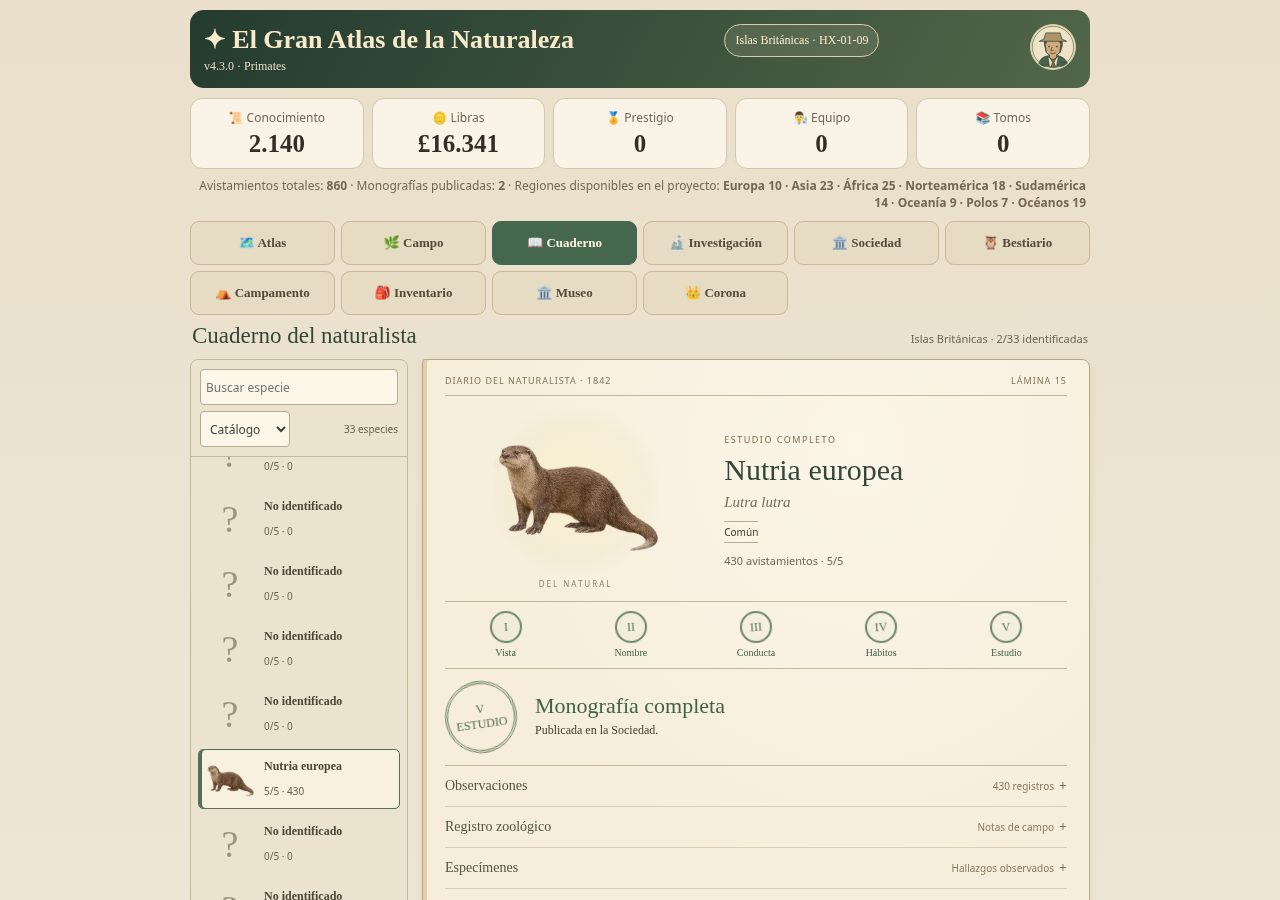 ✦ El Gran Atlas de la Naturaleza
v4.3.0 · Primates
Islas Británicas · HX-01-09
📜 Conocimiento
2.140
🪙 Libras
£16.341
🏅 Prestigio
0
👨‍🔬 Equipo
0
📚 Tomos
0
Avistamientos totales: 860 · Monografías publicadas: 2 · Regiones disponibles en el proyecto: Europa 10 · Asia 23 · África 25 · Norteamérica 18 · Sudamérica
14 · Oceanía 9 · Polos 7 · Océanos 19
🗺️ Atlas
🌿 Campo
📖 Cuaderno
🔬 Investigación
🏛️ Sociedad
🦉 Bestiario
⛺ Campamento
🎒 Inventario
🏛️ Museo
👑 Corona
Cuaderno del naturalista
Islas Británicas · 2/33 identificadas
Buscar especie
Catálogo
33 especies
?
0/5 · 0
?
No identificado
0/5 · 0
?
No identificado
0/5 · 0
?
No identificado
0/5 · 0
?
No identificado
0/5 · 0
Nutria europea
5/5 · 430
?
No identificado
0/5 · 0
?
No identificado
DIARIO DEL NATURALISTA · 1842
LÁMINA 15
DEL NATURAL
ESTUDIO COMPLETO
Nutria europea
Lutra lutra
Común
430 avistamientos · 5/5
I
Vista
II
Nombre
III
Conducta
IV
Hábitos
V
Estudio
V
ESTUDIO
Monografía completa
Publicada en la Sociedad.
Observaciones
430 registros +
Registro zoológico
Notas de campo +
Especímenes
Hallazgos observados +